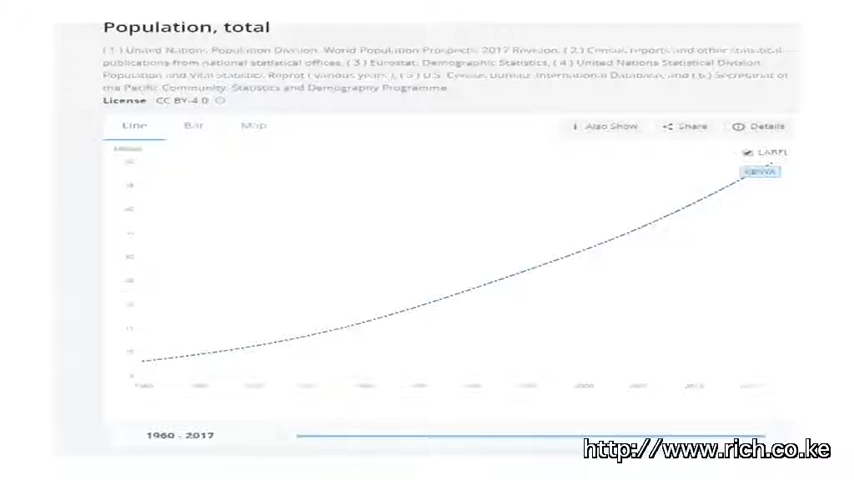 Population, total
( 1 ) United Nations Population Division. World Population Prospects: 2017 Revision. ( 2 ) Census reports and other statistical
publications from national statistical offices, ( 3 ) Eurostat: Demographic Statistics, ( 4 ) United Nations Statistical Division.
Population and Vital Statistics Reprot ( various years ), ( 5 ) U.S. Census Bureau: International Database, and ( 6 ) Secretariat of
the Pacific Community: Statistics and Demography Programme.
License CC BY-4.0
Line Bar Map Also Show Share Details
LABEL
KENYA
1960 - 2017
http://www.rich.co.ke